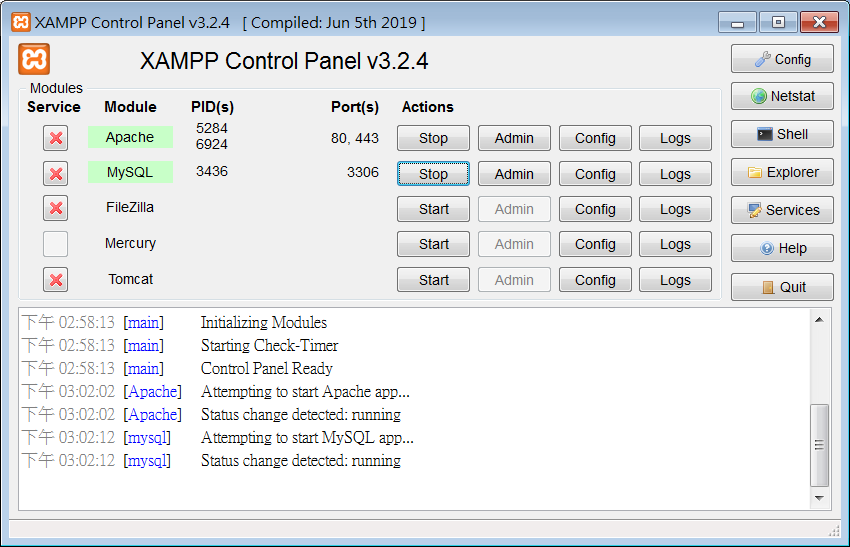 XAMPP Control Panel v3.2.4 [ Compiled: Jun 5th 2019 ]
XAMPP Control Panel v3.2.4
Config
Modules
Service Module PID(s) Port(s) Actions
Netstat
Apache 5284 6924 80, 443 Stop Admin Config Logs
Shell
MySQL 3436 3306 Stop Admin Config Logs
Explorer
FileZilla Start Admin Config Logs
Services
Mercury Start Admin Config Logs
Help
Tomcat Start Admin Config Logs
Quit
下午 02:58:13 [main] Initializing Modules
下午 02:58:13 [main] Starting Check-Timer
下午 02:58:13 [main] Control Panel Ready
下午 03:02:02 [Apache] Attempting to start Apache app...
下午 03:02:02 [Apache] Status change detected: running
下午 03:02:12 [mysql] Attempting to start MySQL app...
下午 03:02:12 [mysql] Status change detected: running